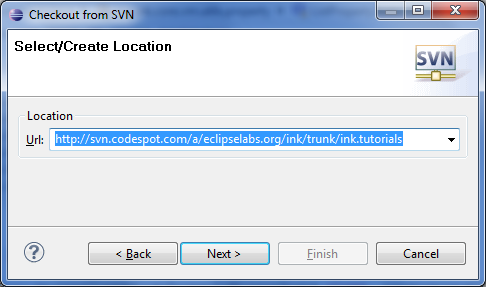 Checkout from SVN
Select/Create Location
SVN
Location
Url: http://svn.codespot.com/a/eclipselabs.org/ink/trunk/ink.tutorials
? < Back Next > Finish Cancel